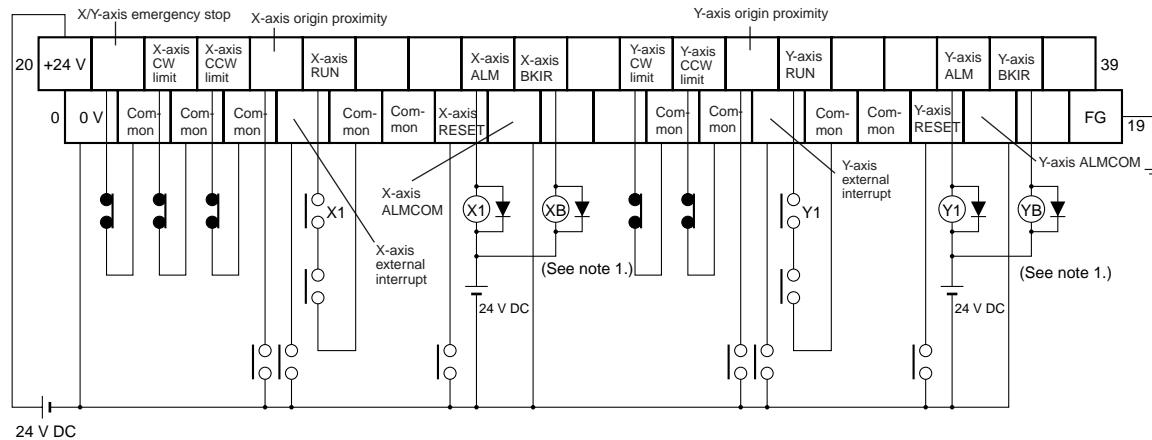 X/Y-axis emergency stop
X-axis origin proximity
Y-axis origin proximity
20
+24 V
X-axis
CW
limit
X-axis
CCW
limit
X-axis
RUN
X-axis
ALM
X-axis
BKIR
Y-axis
CW
limit
Y-axis
CCW
limit
Y-axis
RUN
Y-axis
ALM
Y-axis
BKIR
39
0
0 V
Com-
mon
Com-
mon
Com-
mon
Com-
mon
Com-
mon
X-axis
RESET
Com-
mon
Com-
mon
Com-
mon
Com-
mon
Y-axis
RESET
FG
19
X-axis
ALMCOM
Y-axis
external
interrupt
Y-axis ALMCOM
X1
X1
XB
Y1
Y1
YB
X-axis
external
interrupt
(See note 1.)
(See note 1.)
24 V DC
24 V DC
24 V DC